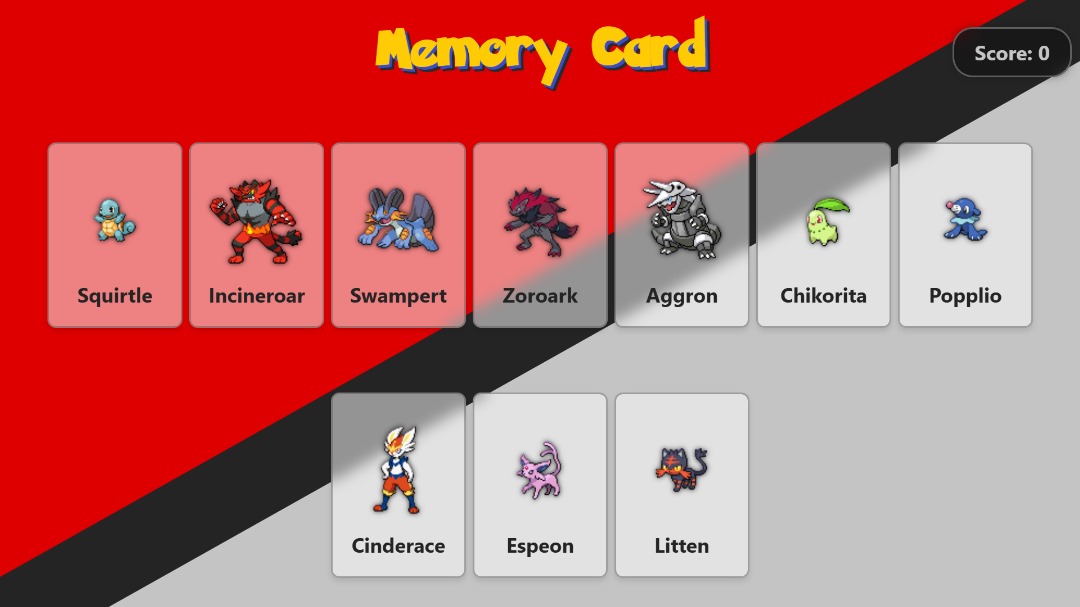 Memory Card
Score: 0
Squirtle
Incineroar
Swampert
Zoroark
Aggron
Chikorita
Popplio
Cinderace
Espeon
Litten